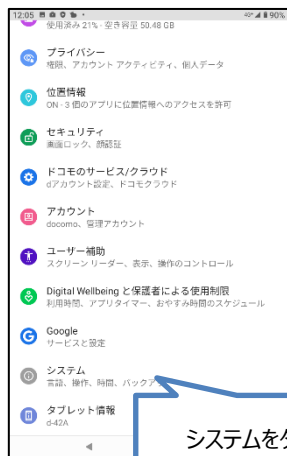 12:05 90%
使用済み 21% - 空き容量 50.48 GB
プライバシー
権限、アカウント アクティビティ、個人データ
位置情報
ON - 3 個のアプリに位置情報へのアクセスを許可
セキュリティ
画面ロック、顔認証
ドコモのサービス/クラウド
dアカウント設定、ドコモクラウド
アカウント
docomo、管理アカウント
ユーザー補助
スクリーン リーダー、表示、操作のコントロール
Digital Wellbeing と保護者による使用制限
利用時間、アプリタイマー、おやすみ時間のスケジュール
Google
サービスと設定
システム
言語、操作、時間、バックア
タブレット情報
d-42A
システムを